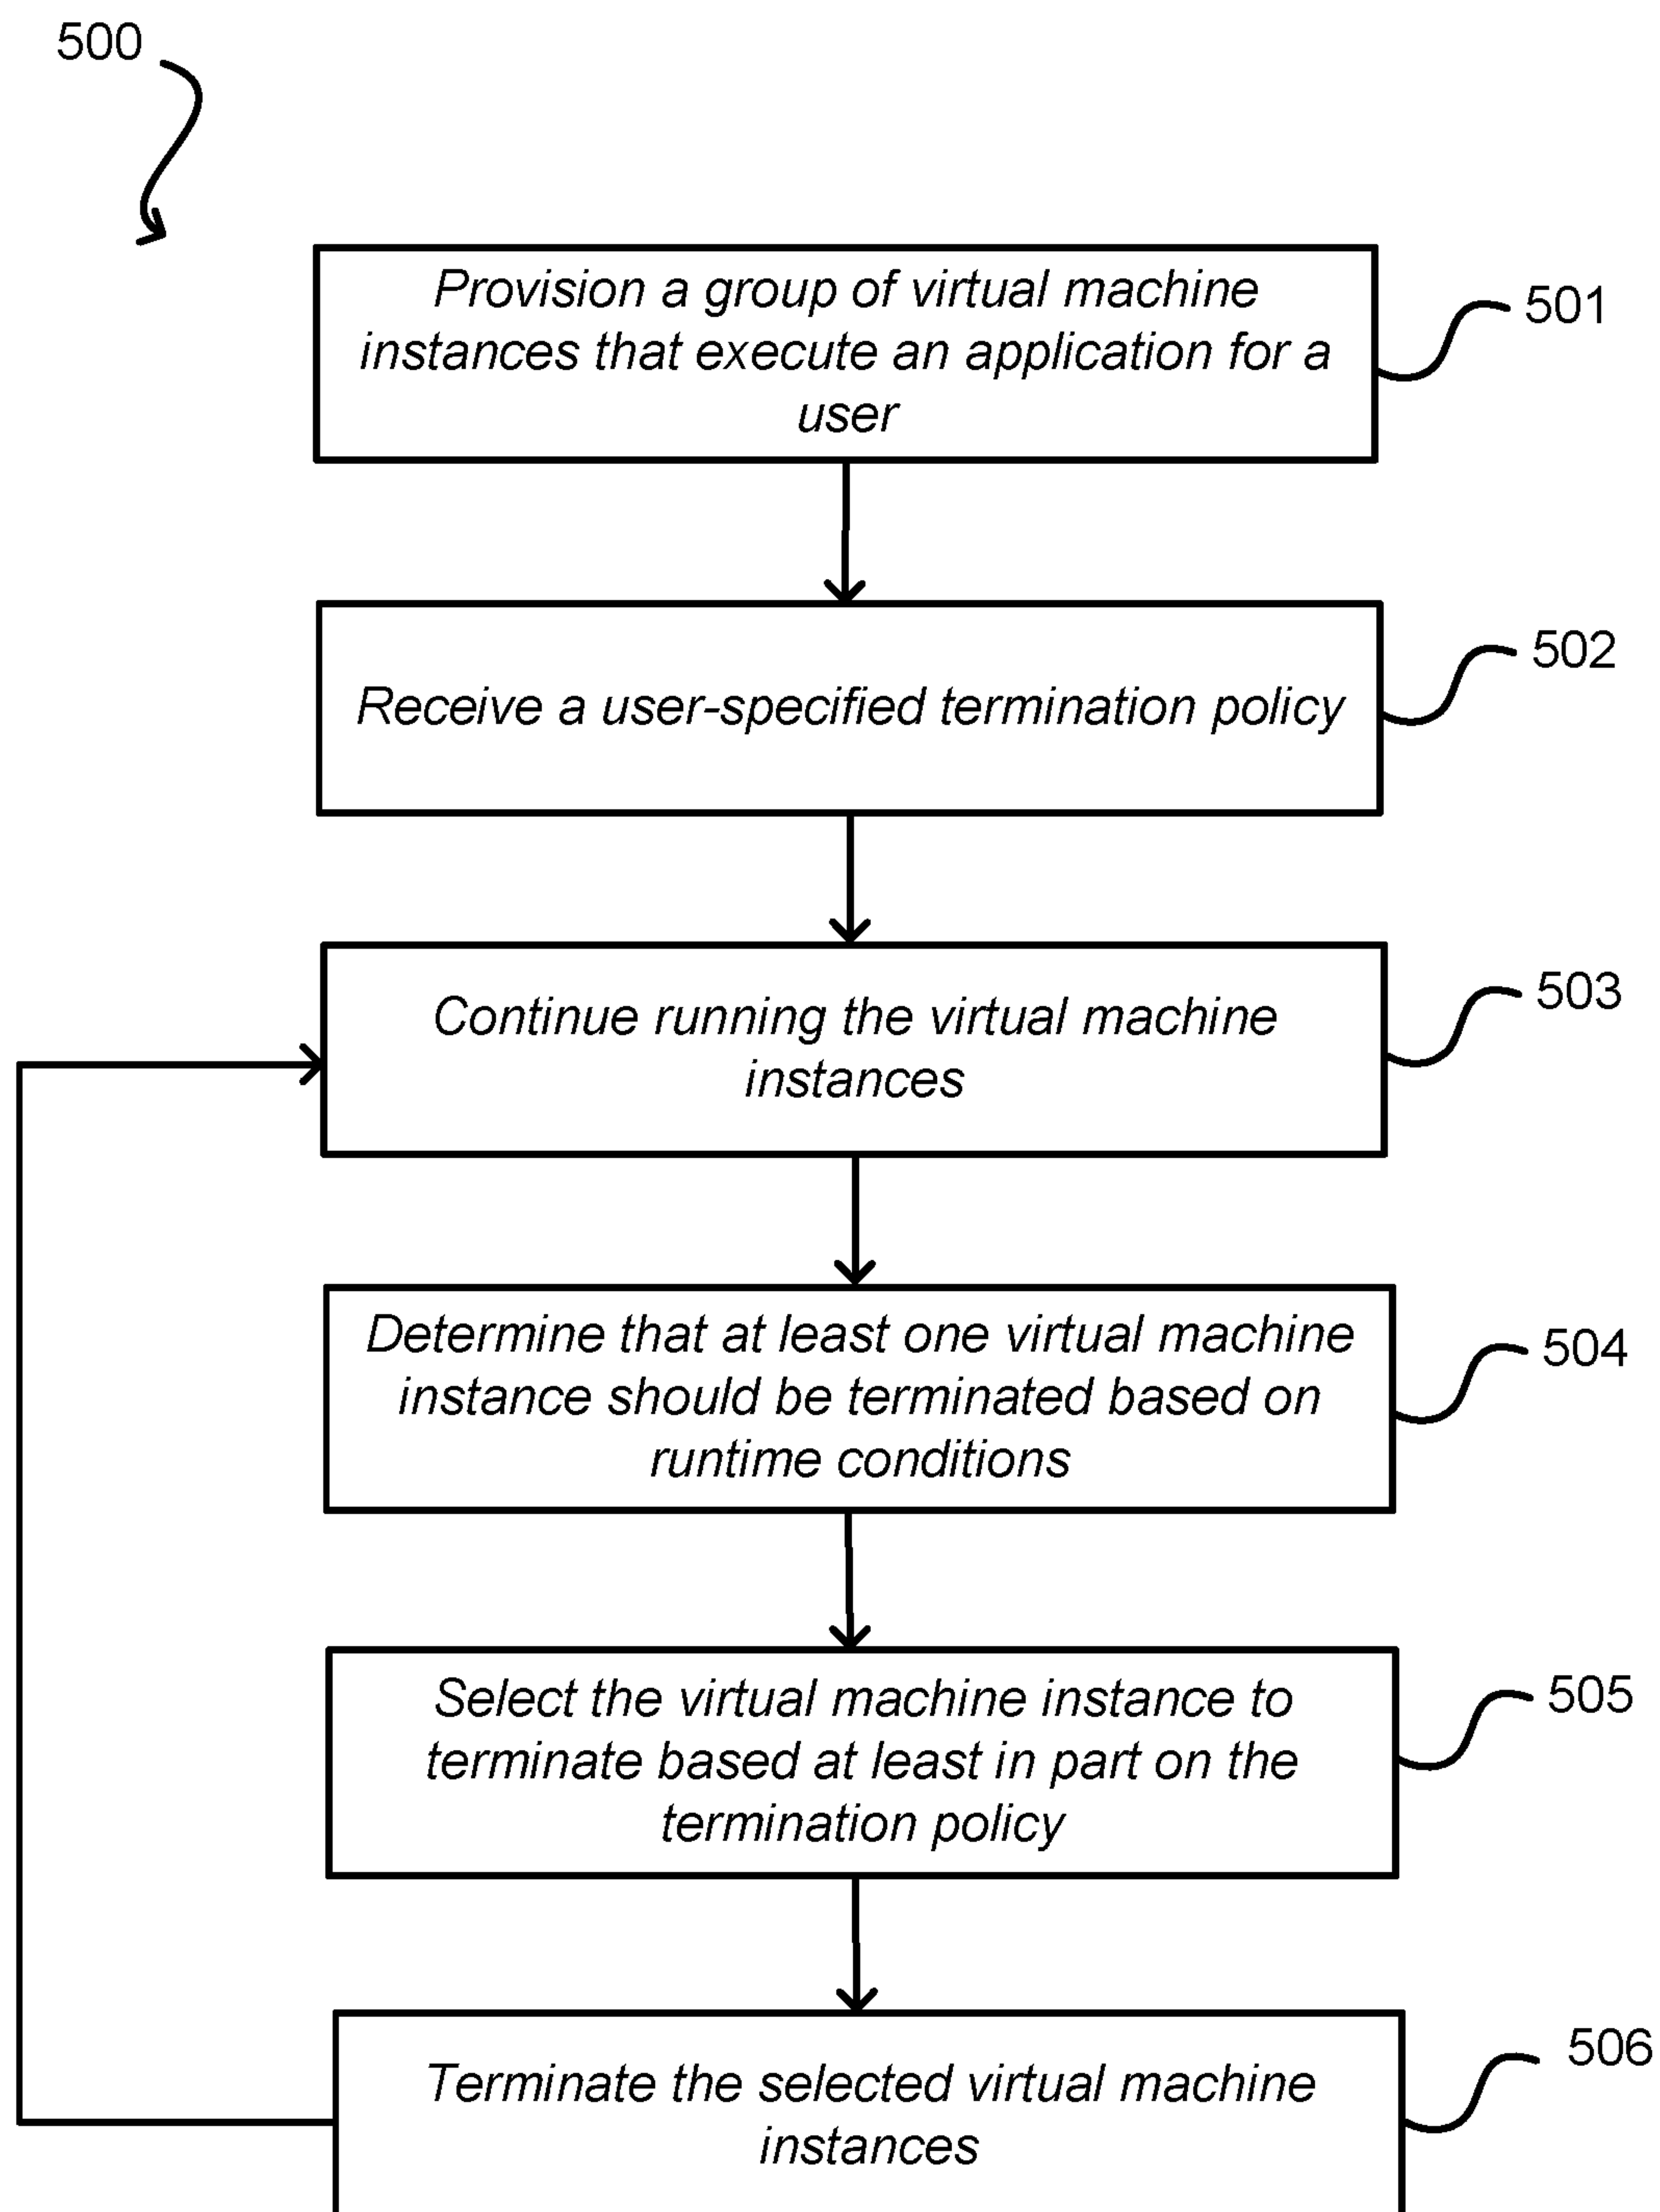 500
Provision a group of virtual machine
instances that execute an application for a
user
501
Receive a user-specified termination policy
502
Continue running the virtual machine
instances
503
Determine that at least one virtual machine
instance should be terminated based on
runtime conditions
504
Select the virtual machine instance to
terminate based at least in part on the
termination policy
505
Terminate the selected virtual machine
instances
506